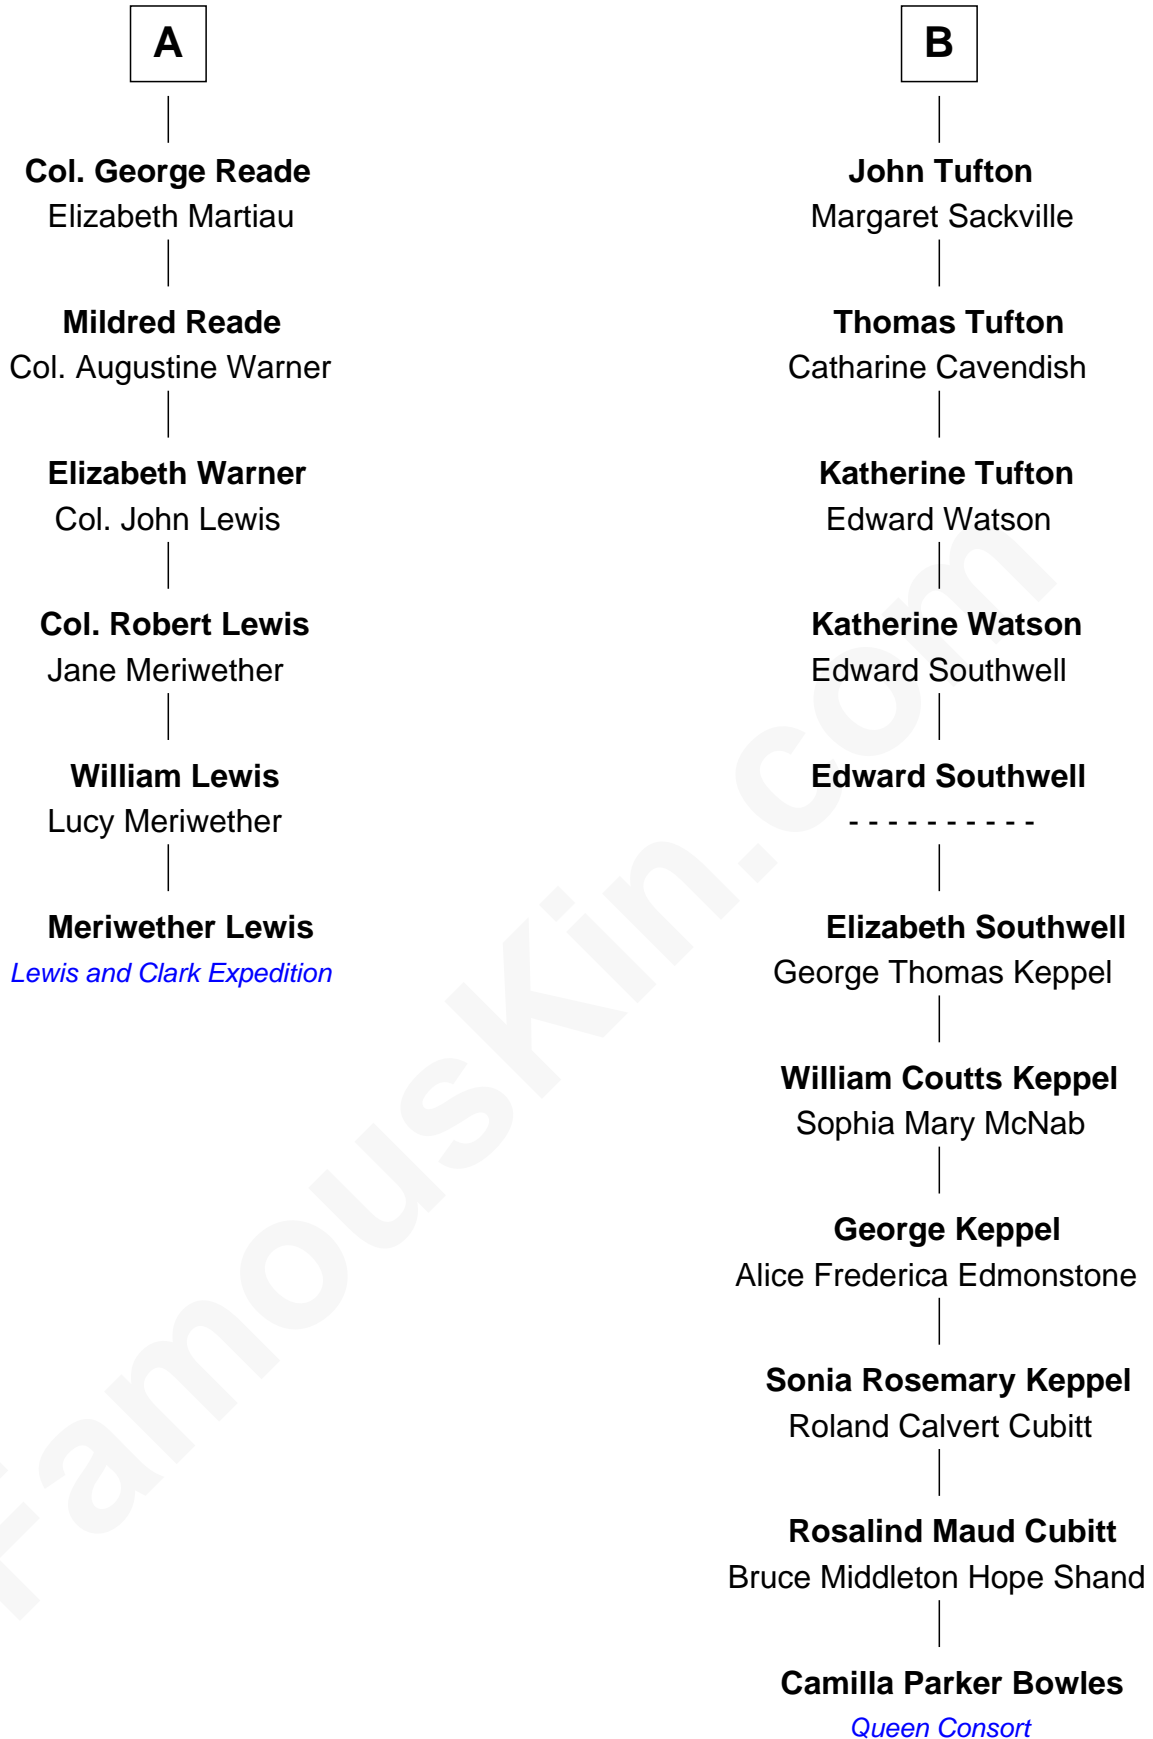 A
Col. George Reade
Elizabeth Martiau
Mildred Reade
Col. Augustine Warner
Elizabeth Warner
Col. John Lewis
Col. Robert Lewis
Jane Meriwether
William Lewis
Lucy Meriwether
Meriwether Lewis
Lewis and Clark Expedition
B
John Tufton
Margaret Sackville
Thomas Tufton
Catharine Cavendish
Katherine Tufton
Edward Watson
Katherine Watson
Edward Southwell
Edward Southwell
- - - - - - - - - -
Elizabeth Southwell
George Thomas Keppel
William Coutts Keppel
Sophia Mary McNab
George Keppel
Alice Frederica Edmonstone
Sonia Rosemary Keppel
Roland Calvert Cubitt
Rosalind Maud Cubitt
Bruce Middleton Hope Shand
Camilla Parker Bowles
Queen Consort
FamousKin.com